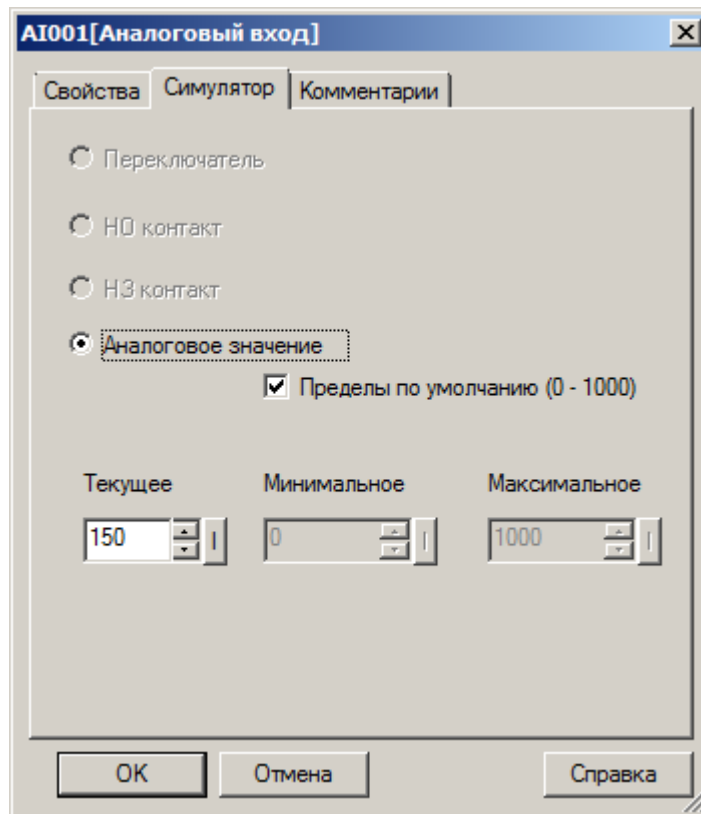 AI001[Аналоговый вход]
Свойства Симулятор Комментарии
Переключатель
НО контакт
НЗ контакт
Аналоговое значение
Пределы по умолчанию (0 - 1000)
Текущее Минимальное Максимальное
150 0 1000
OK Отмена Справка